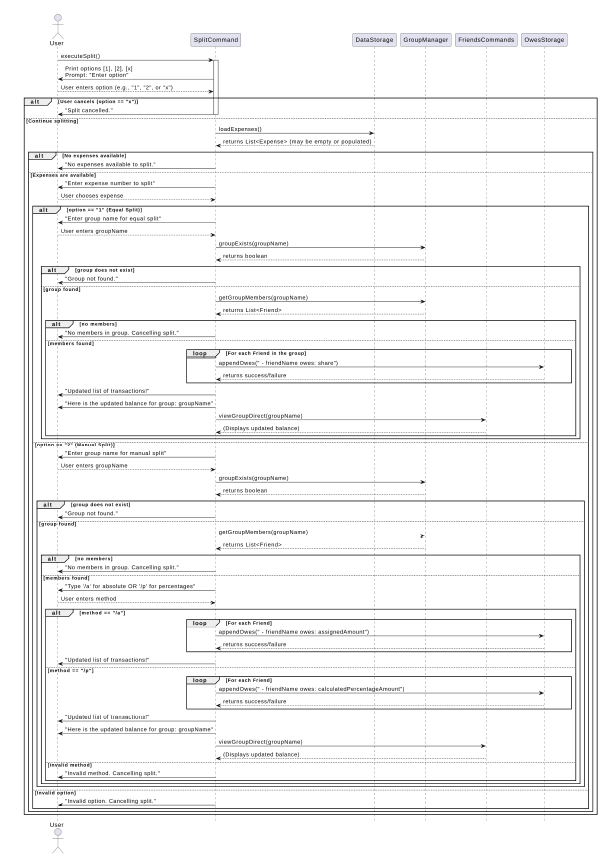 User
SplitCommand
DataStorage
GroupManager
FriendsCommands
OwesStorage
executeSplit()
Print options [1], [2], [x]
Prompt: "Enter option"
User enters option (e.g., "1", "2", or "x")
alt
[User cancels (option == "x")]
"Split cancelled."
[Continue splitting]
loadExpenses()
returns List<Expense> (may be empty or populated)
alt
[No expenses available]
"No expenses available to split."
[Expenses are available]
"Enter expense number to split"
User chooses expense
alt
[option == "1" (Equal Split)]
"Enter group name for equal split"
User enters groupName
groupExists(groupName)
returns boolean
alt
[group does not exist]
"Group not found."
[group found]
getGroupMembers(groupName)
returns List<Friend>
alt
[no members]
"No members in group. Cancelling split."
[members found]
loop
[For each Friend in the group]
appendOwes(" - friendName owes: share")
returns success/failure
"Updated list of transactions!"
"Here is the updated balance for group: groupName"
viewGroupDirect(groupName)
(Displays updated balance)
[option == "2" (Manual Split)]
"Enter group name for manual split"
User enters groupName
groupExists(groupName)
returns boolean
alt
[group does not exist]
"Group not found."
[group found]
getGroupMembers(groupName)
returns List<Friend>
alt
[no members]
"No members in group. Cancelling split."
[members found]
"Type '/a' for absolute OR '/p' for percentages"
User enters method
alt
[method == "/a"]
loop
[For each Friend]
appendOwes(" - friendName owes: assignedAmount")
returns success/failure
"Updated list of transactions!"
[method == "/p"]
loop
[For each Friend]
appendOwes(" - friendName owes: calculatedPercentageAmount")
returns success/failure
"Updated list of transactions!"
"Here is the updated balance for group: groupName"
viewGroupDirect(groupName)
(Displays updated balance)
[Invalid method]
"Invalid method. Cancelling split."
[Invalid option]
"Invalid option. Cancelling split."
User